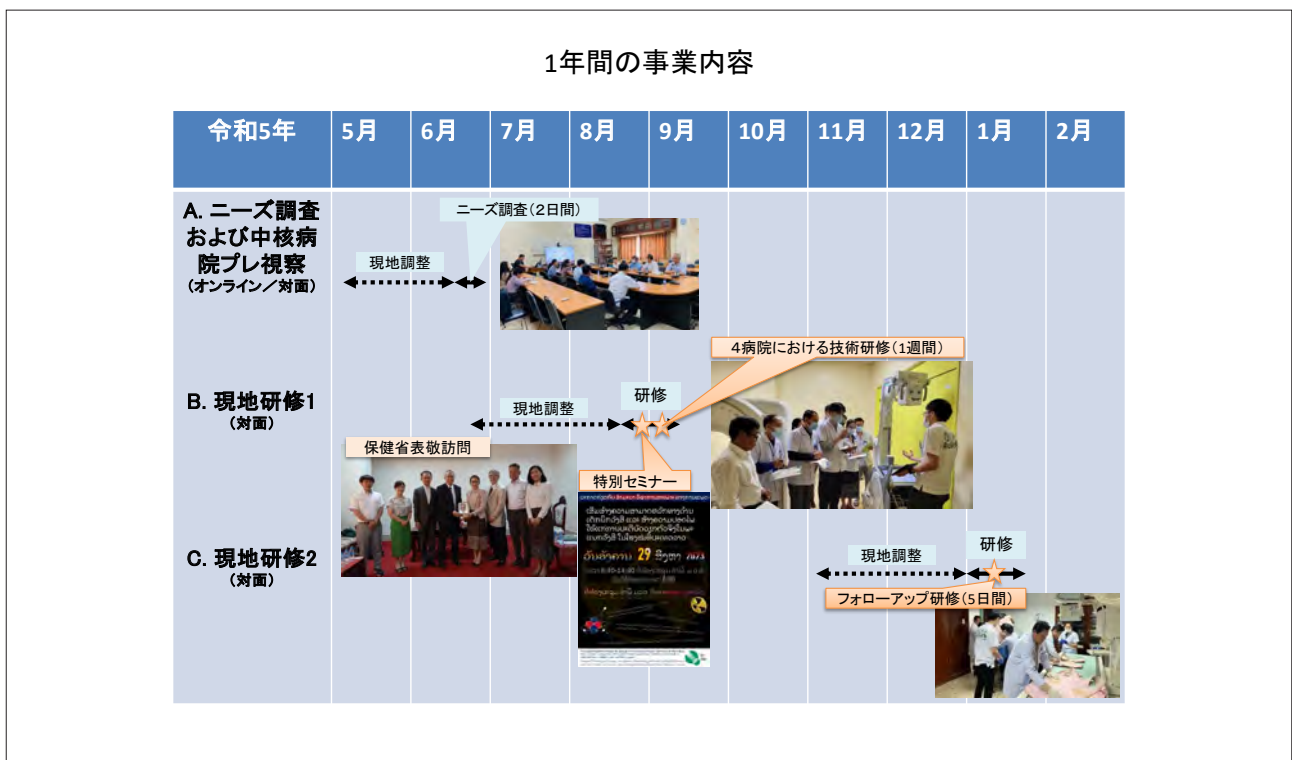 1年間の事業内容
令和5年 5月 6月 7月 8月 9月 10月 11月 12月 1月 2月
A. ニーズ調査
および中核病
院プレ視察
(オンライン/対面)
現地調整
ニーズ調査(2日間)
B. 現地研修1
(対面)
現地調整
研修
4病院における技術研修(1週間)
保健省表敬訪問
特別セミナー
29
2023
C. 現地研修2
(対面)
現地調整
研修
フォローアップ研修(5日間)